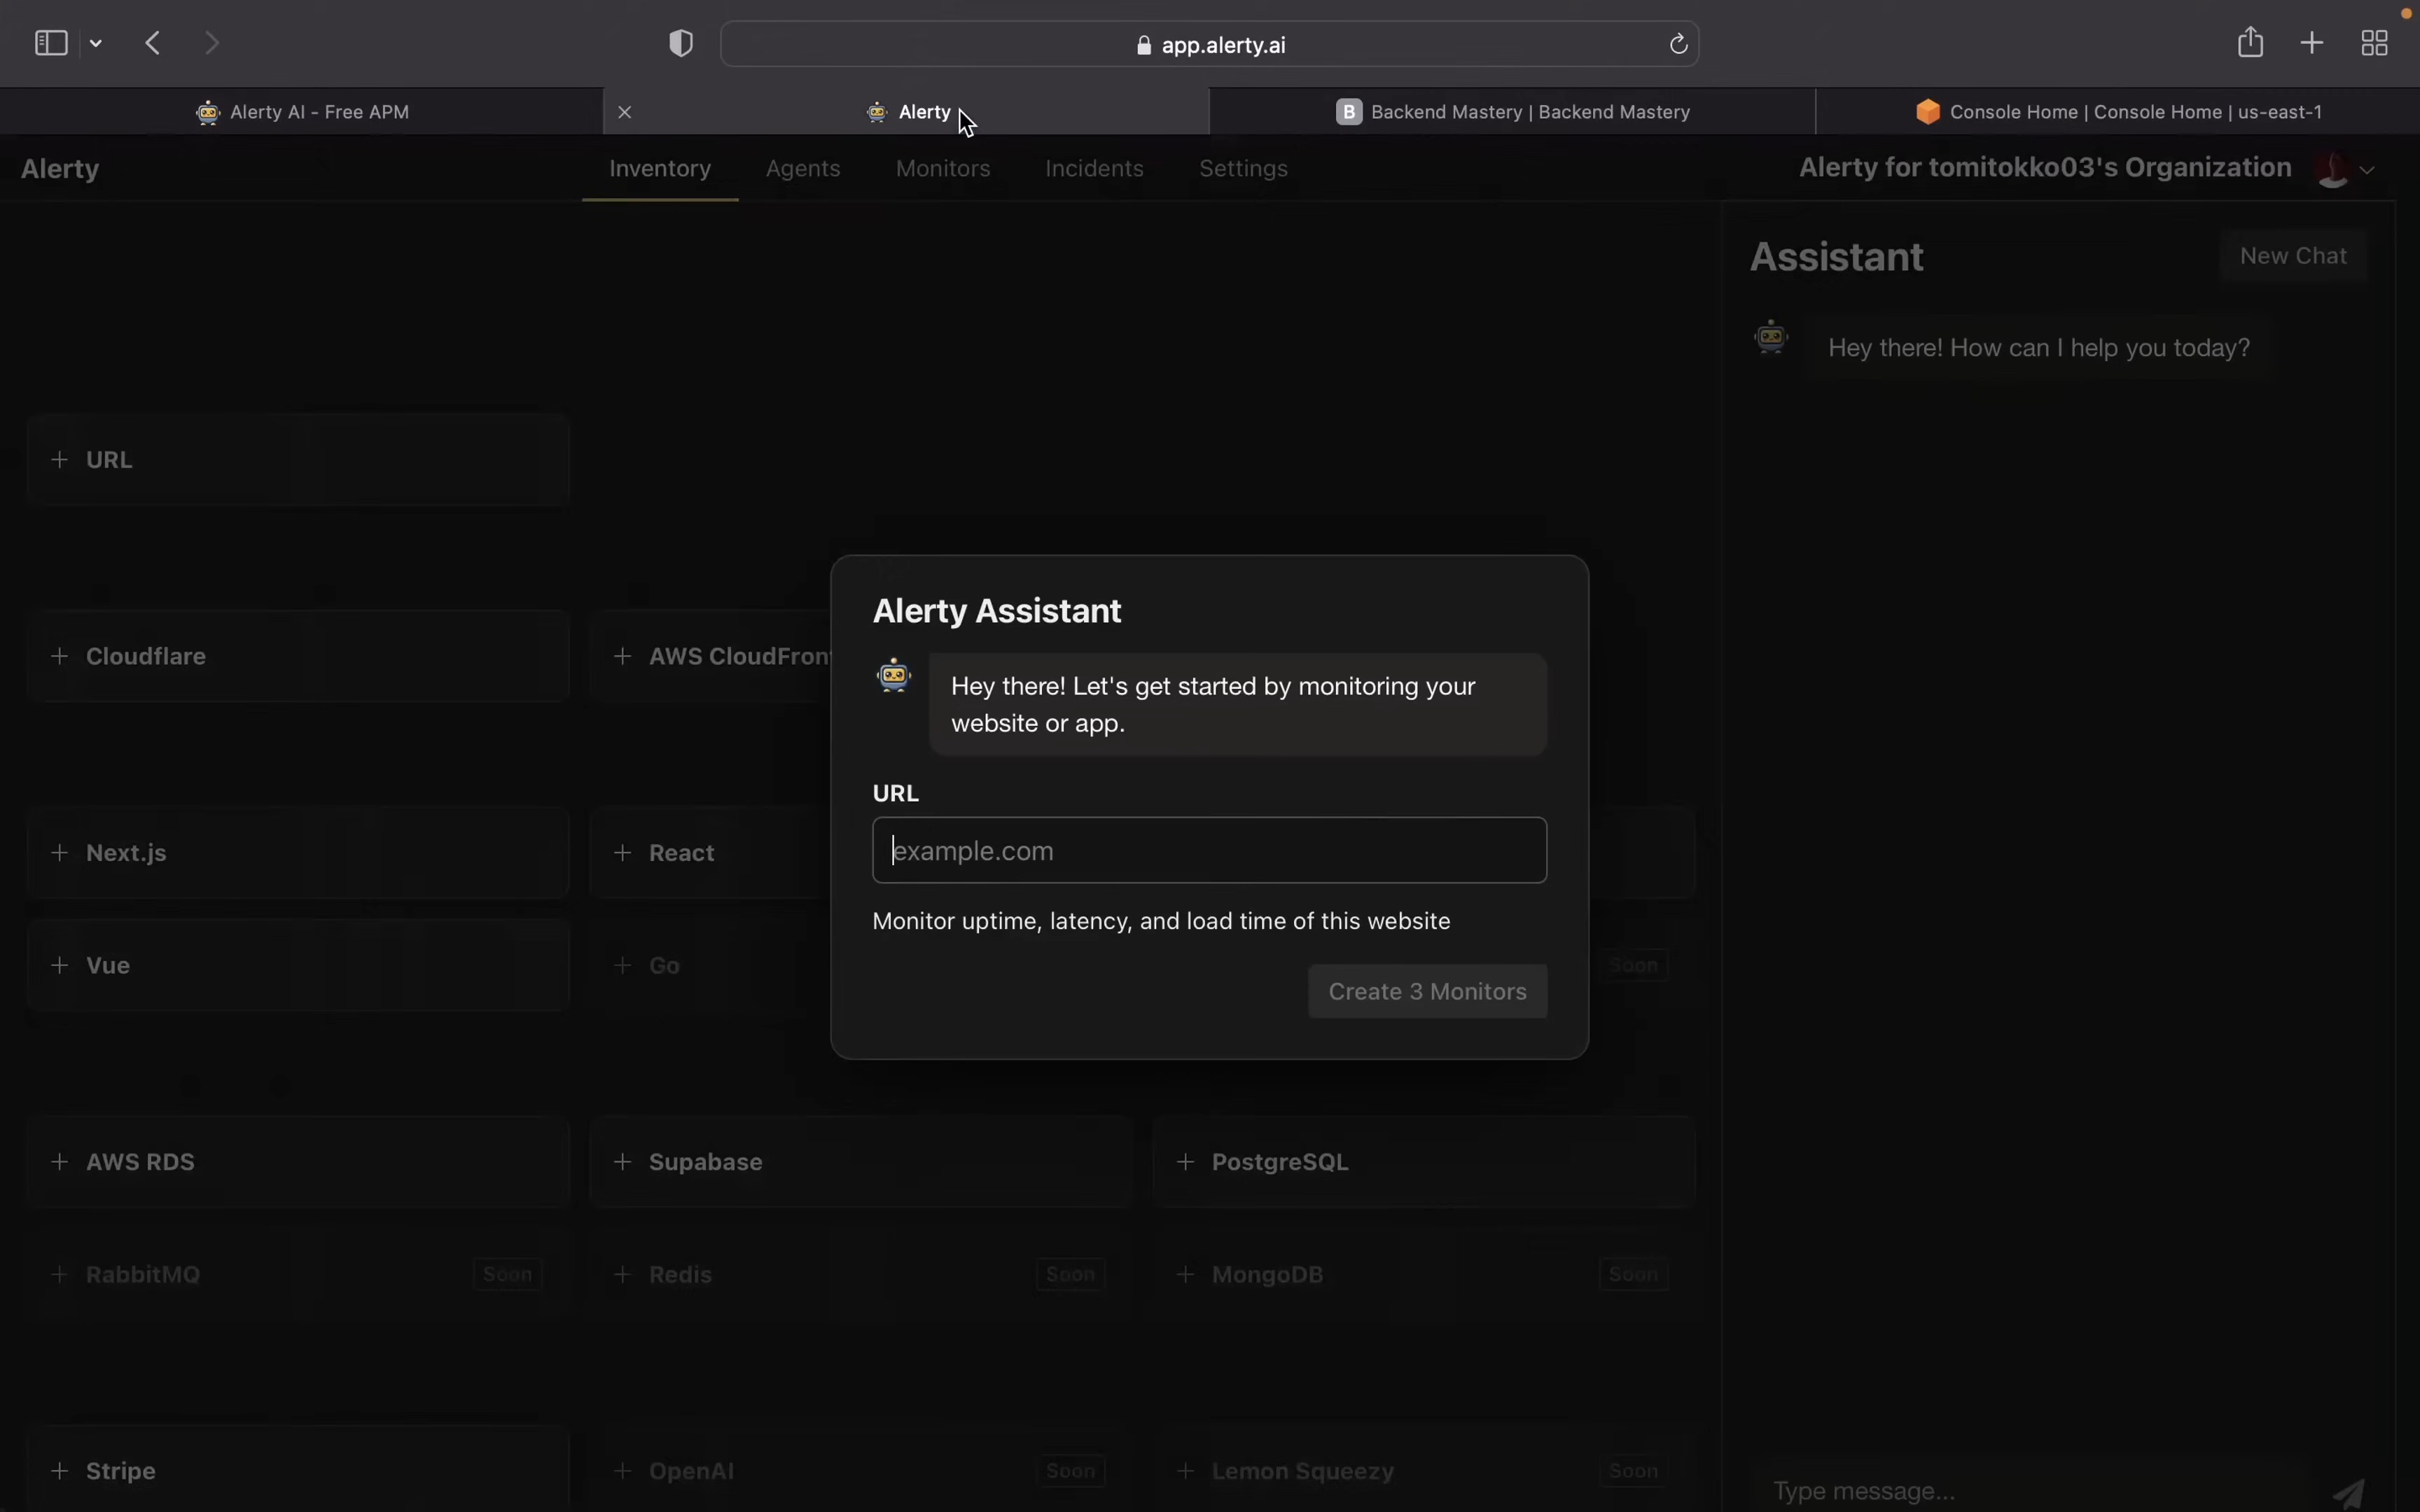 app.alerty.ai
Alerty AI - Free APM
Alerty
B Backend Mastery | Backend Mastery
Console Home | Console Home | us-east-1
Alerty
Inventory
Agents
Monitors
Incidents
Settings
Alerty for tomitokko03's Organization
Assistant
New Chat
Hey there! How can I help you today?
+ URL
+ Cloudflare
+ AWS CloudFron
+ Next.js
+ React
+ Vue
+ Go
Soon
Alerty Assistant
Hey there! Let's get started by monitoring your
website or app.
URL
example.com
Monitor uptime, latency, and load time of this website
Create 3 Monitors
+ AWS RDS
+ Supabase
+ PostgreSQL
+ RabbitMQ Soon
+ Redis Soon
+ MongoDB Soon
+ Stripe
+ OpenAI Soon
+ Lemon Squeezy Soon
Type message...